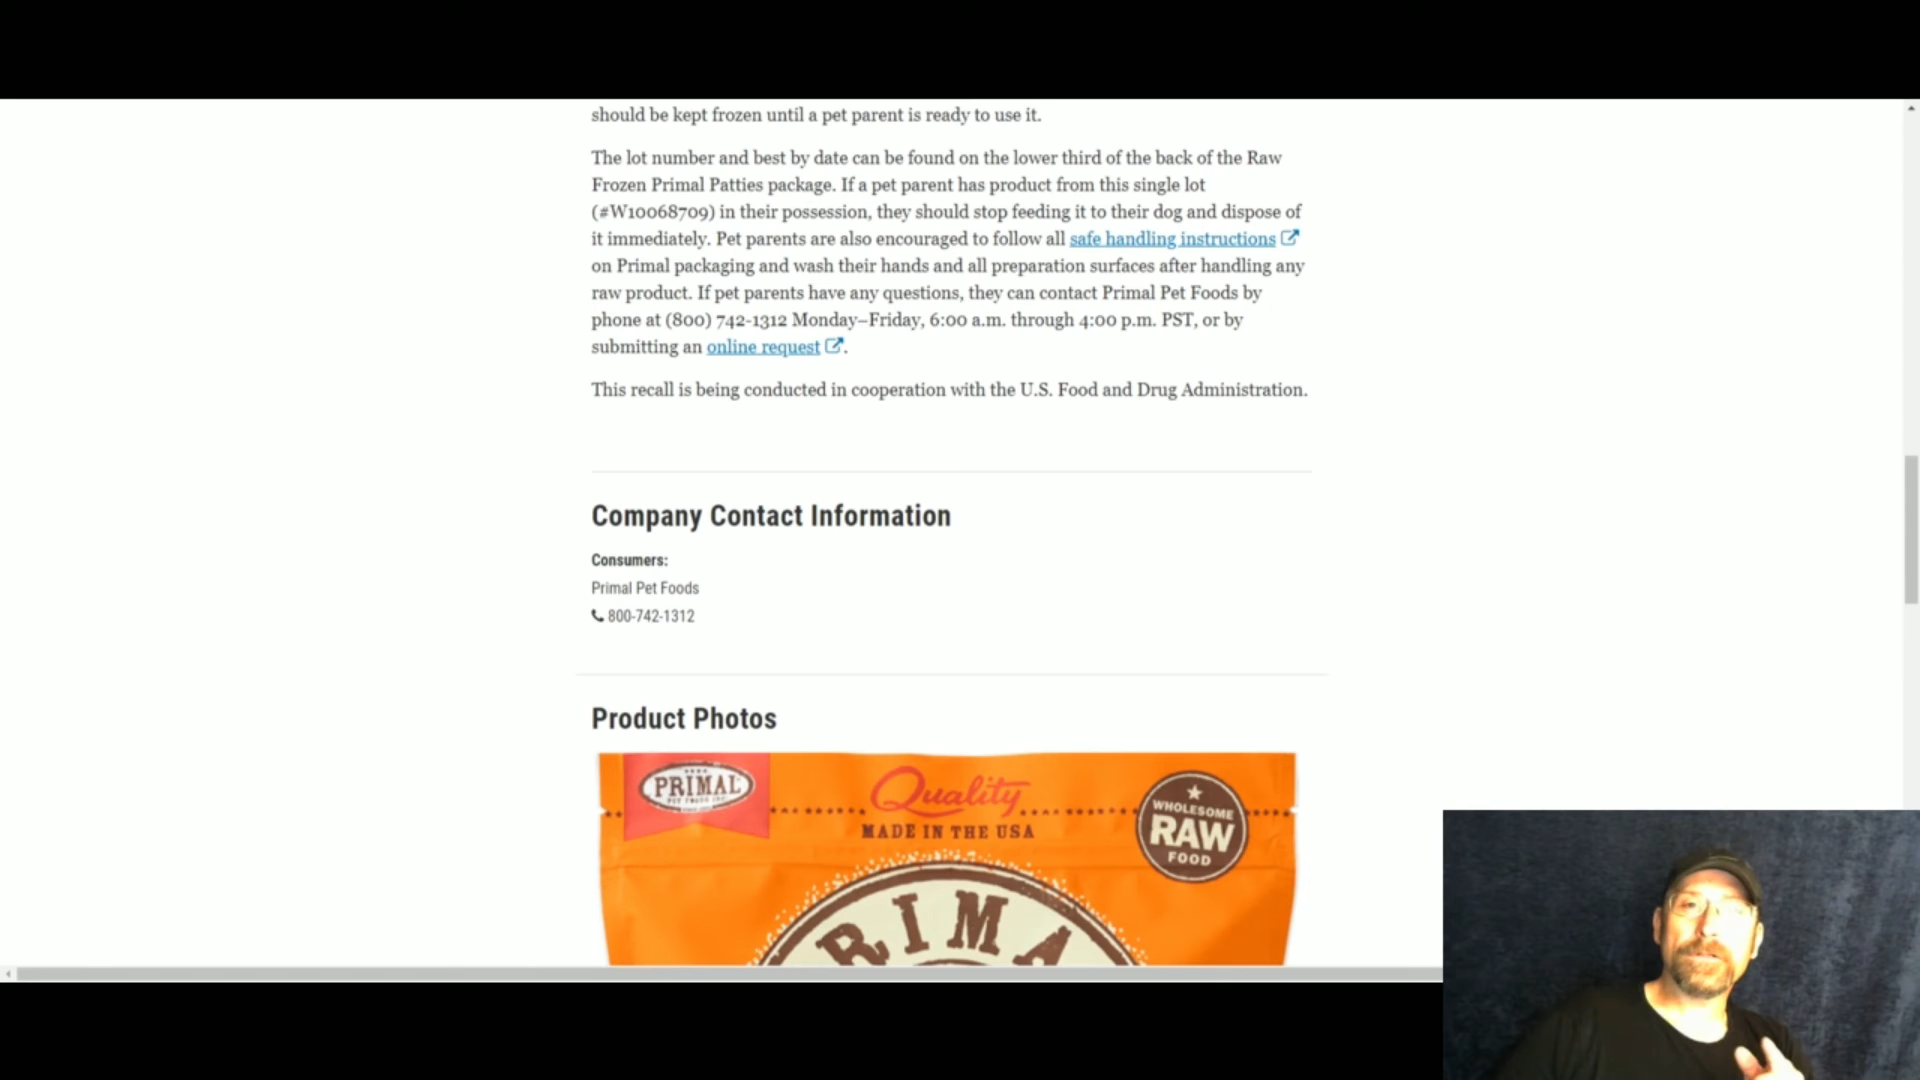 should be kept frozen until a pet parent is ready to use it.
The lot number and best by date can be found on the lower third of the back of the Raw
Frozen Primal Patties package. If a pet parent has product from this single lot
(#W10068709) in their possession, they should stop feeding it to their dog and dispose of
it immediately. Pet parents are also encouraged to follow all safe handling instructions
on Primal packaging and wash their hands and all preparation surfaces after handling any
raw product. If pet parents have any questions, they can contact Primal Pet Foods by
phone at (800) 742-1312 Monday–Friday, 6:00 a.m. through 4:00 p.m. PST, or by
submitting an online request.
This recall is being conducted in cooperation with the U.S. Food and Drug Administration.
Company Contact Information
Consumers:
Primal Pet Foods
800-742-1312
Product Photos
PRIMAL
PET FOODS INC
Quality
MADE IN THE USA
WHOLESOME
RAW
FOOD
RIMA